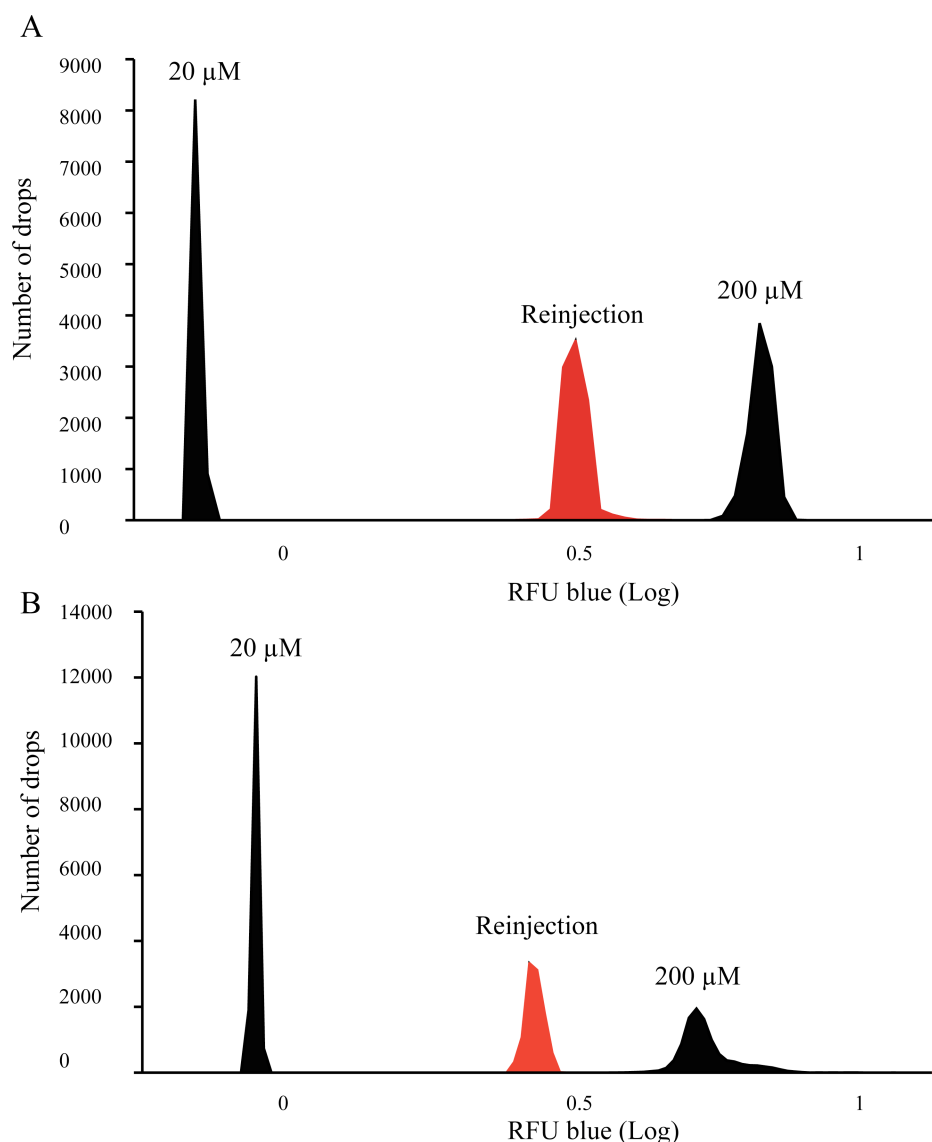 A
9000
20 µM
8000
7000
6000
Number of drops
5000
200 µM
4000
Reinjection
3000
2000
1000
0
0 0.5 1
RFU blue (Log)
B
14000
20 µM
12000
10000
Number of drops
8000
6000
4000
Reinjection
200 µM
2000
0
0 0.5 1
RFU blue (Log)